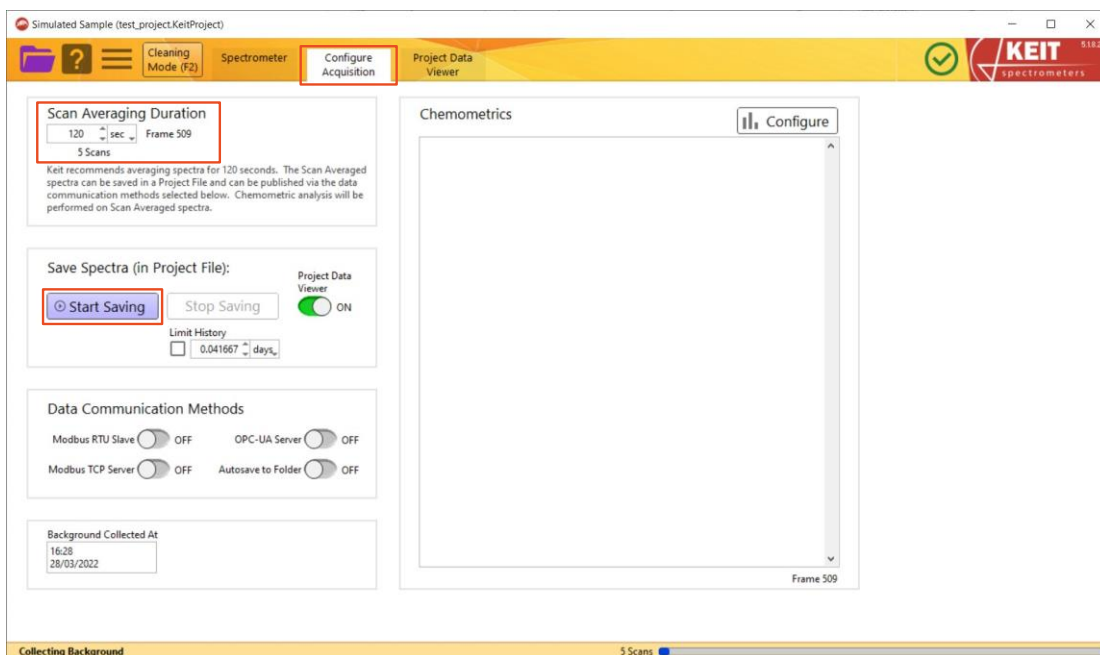 Simulated Sample (test_project.KeitProject)
Cleaning
Mode (F2)
Spectrometer
Configure
Acquisition
Project Data
Viewer
KEIT
spectrometers
5.1.8.2
Scan Averaging Duration
120 sec Frame 509
5 Scans
Keit recommends averaging spectra for 120 seconds. The Scan Averaged
spectra can be saved in a Project File and can be published via the data
communication methods selected below. Chemometric analysis will be
performed on Scan Averaged spectra.
Save Spectra (in Project File):
Project Data
Viewer
Start Saving
Stop Saving
ON
Limit History
0.041667 days
Data Communication Methods
Modbus RTU Slave OFF OPC-UA Server OFF
Modbus TCP Server OFF Autosave to Folder OFF
Background Collected At
16:28
28/03/2022
Chemometrics
Configure
Frame 509
Collecting Background
5 Scans